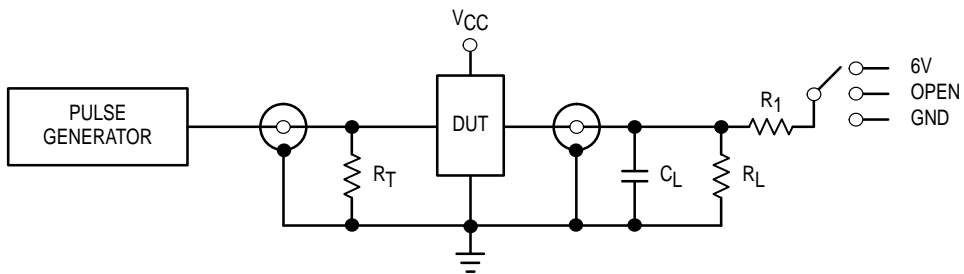 VCC
PULSE
GENERATOR
RT
DUT
CL
RL
R1
6V
OPEN
GND